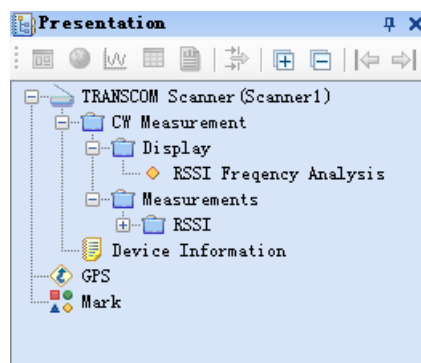 Presentation
TRANSCOM Scanner(Scanner1)
CW Measurement
Display
RSSI Freqency Analysis
Measurements
RSSI
Device Information
GPS
Mark